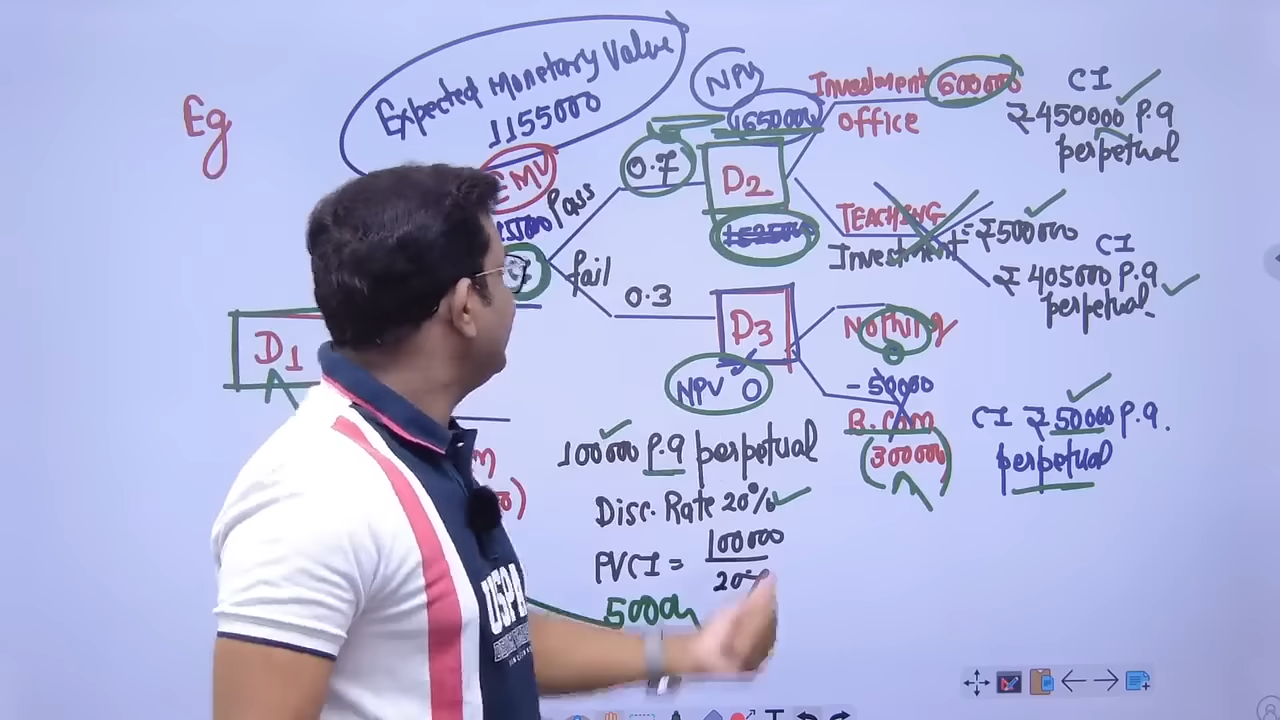 Eg
Expected Monetary Value
1155000
EMV
Pass
0.7
NPV
1650000
D2
1525000
Investment 600000
office
CI
₹450000 P.a
perpetual
TEACHING
Investment = ₹500000
CI
₹405000 P.a
perpetual
fail
0.3
D1
D3
NPV 0
Nothing
0
-50000
B.com
(300000)
CI ₹50000 P.a.
perpetual
100000 P.a perpetual
Disc. Rate 20%
PVCI = 100000
20%
USPA